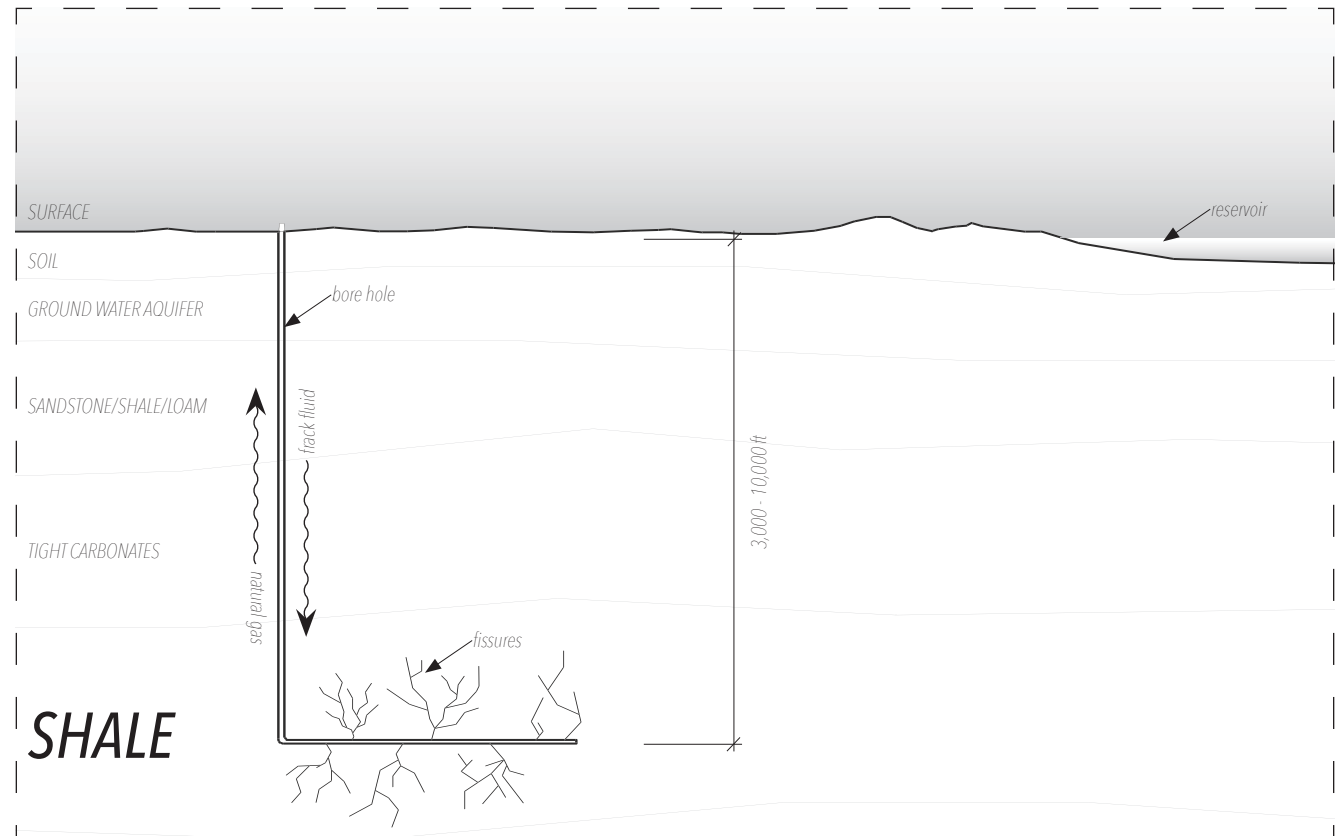 SURFACE
reservoir
SOIL
bore hole
GROUND WATER AQUIFER
SANDSTONE/SHALE/LOAM
frack fluid
3,000 - 10,000 ft
TIGHT CARBONATES
natural gas
fissures
SHALE